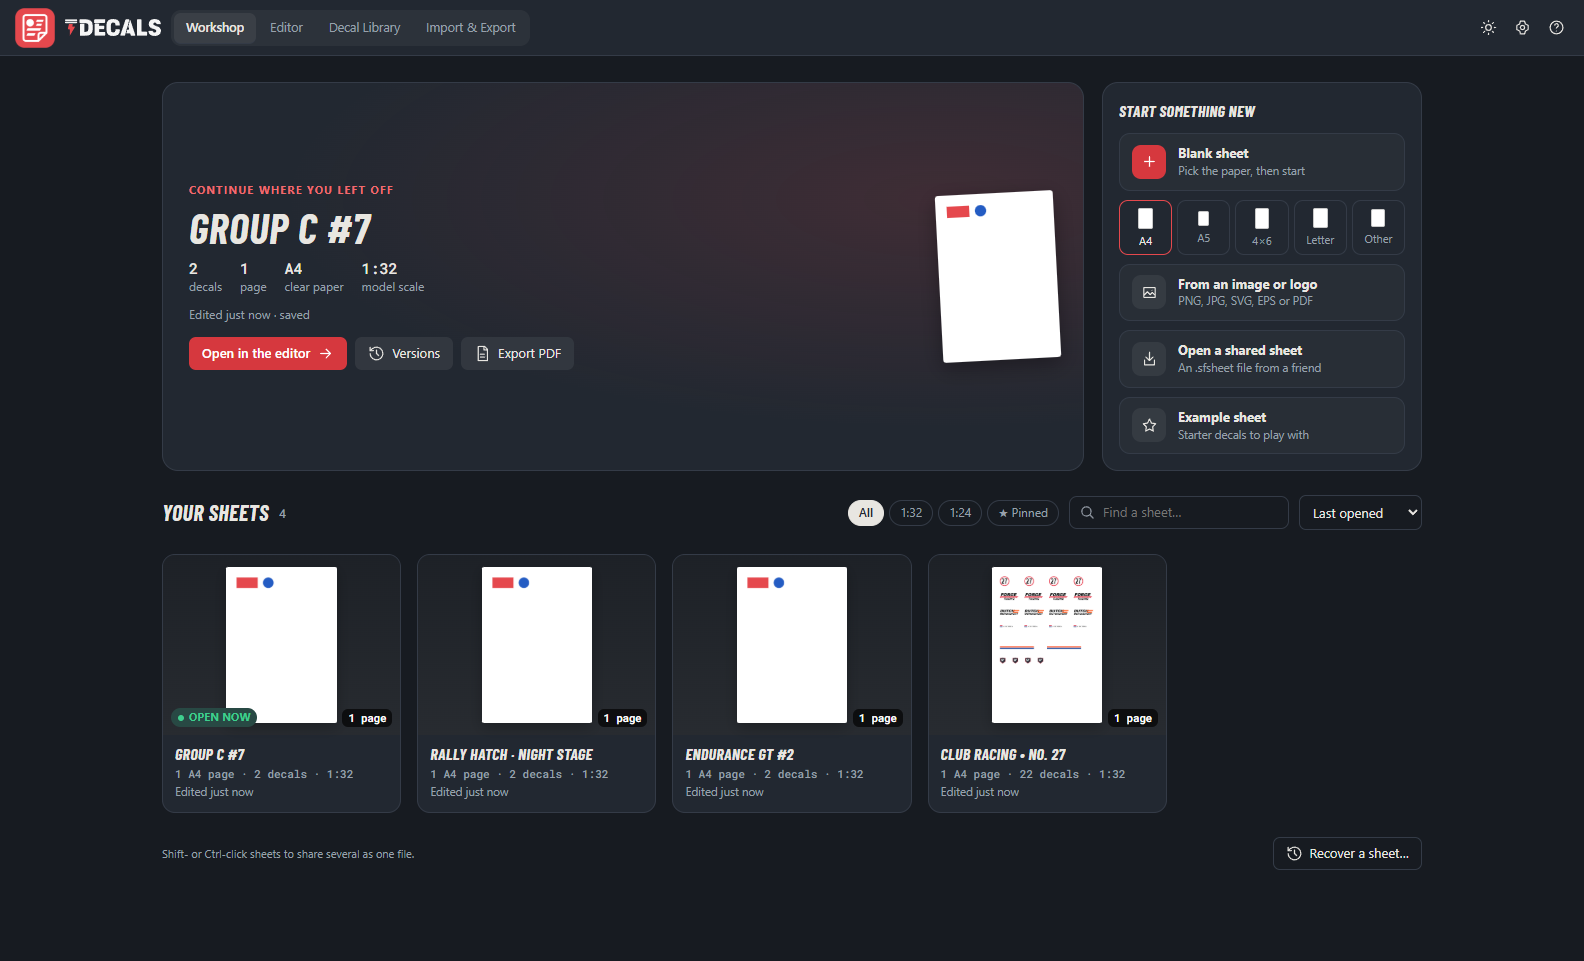 DECALS
Workshop
Editor
Decal Library
Import & Export
CONTINUE WHERE YOU LEFT OFF
GROUP C #7
2 1 A4 1:32
decals page clear paper model scale
Edited just now · saved
Open in the editor →
Versions
Export PDF
START SOMETHING NEW
Blank sheet
Pick the paper, then start
A4 A5 4×6 Letter Other
From an image or logo
PNG, JPG, SVG, EPS or PDF
Open a shared sheet
An .sfsheet file from a friend
Example sheet
Starter decals to play with
YOUR SHEETS 4
All
1:32
1:24
★ Pinned
Find a sheet...
Last opened
OPEN NOW
1 page
GROUP C #7
1 A4 page · 2 decals · 1:32
Edited just now
1 page
RALLY HATCH · NIGHT STAGE
1 A4 page · 2 decals · 1:32
Edited just now
1 page
ENDURANCE GT #2
1 A4 page · 2 decals · 1:32
Edited just now
27 27 27 27
FORGE FORGE FORGE FORGE
1 page
CLUB RACING • NO. 27
1 A4 page · 22 decals · 1:32
Edited just now
Shift- or Ctrl-click sheets to share several as one file.
Recover a sheet...